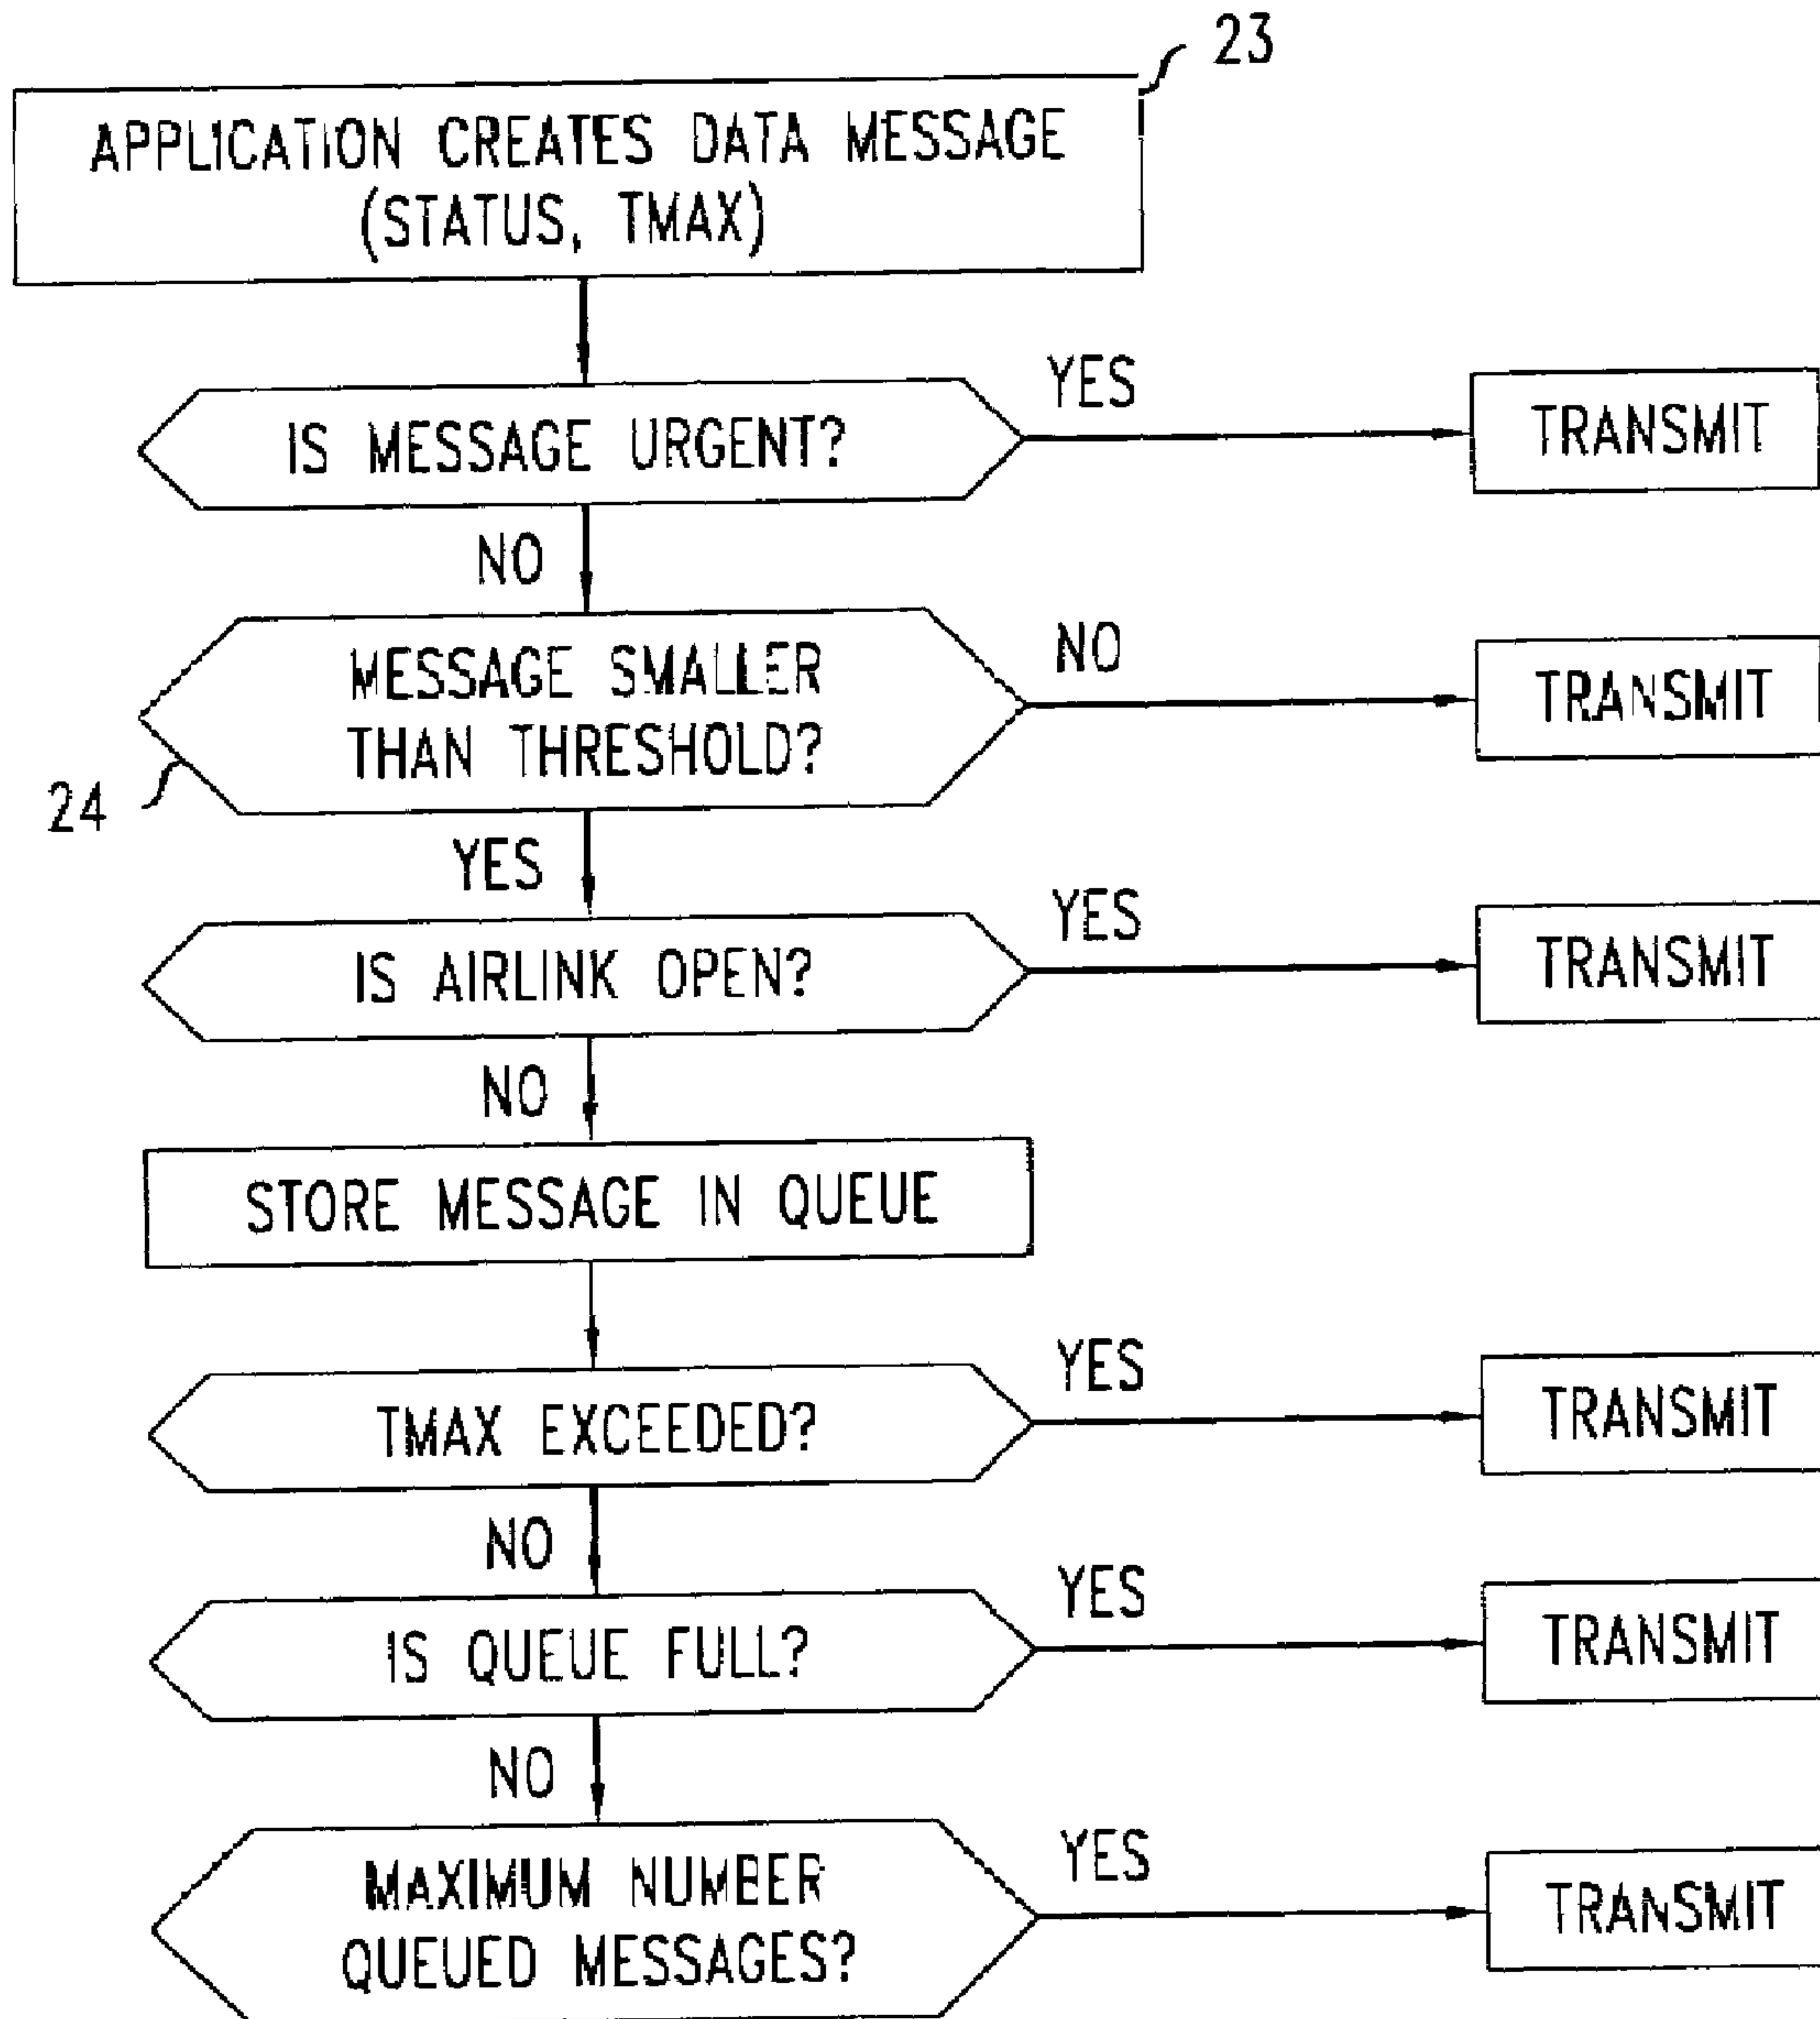 23
APPLICATION CREATES DATA MESSAGE
(STATUS, TMAX)
IS MESSAGE URGENT?
YES
TRANSMIT
NO
MESSAGE SMALLER
THAN THRESHOLD?
24
NO
TRANSMIT
YES
IS AIRLINK OPEN?
YES
TRANSMIT
NO
STORE MESSAGE IN QUEUE
TMAX EXCEEDED?
YES
TRANSMIT
NO
IS QUEUE FULL?
YES
TRANSMIT
NO
MAXIMUM NUMBER
QUEUED MESSAGES?
YES
TRANSMIT